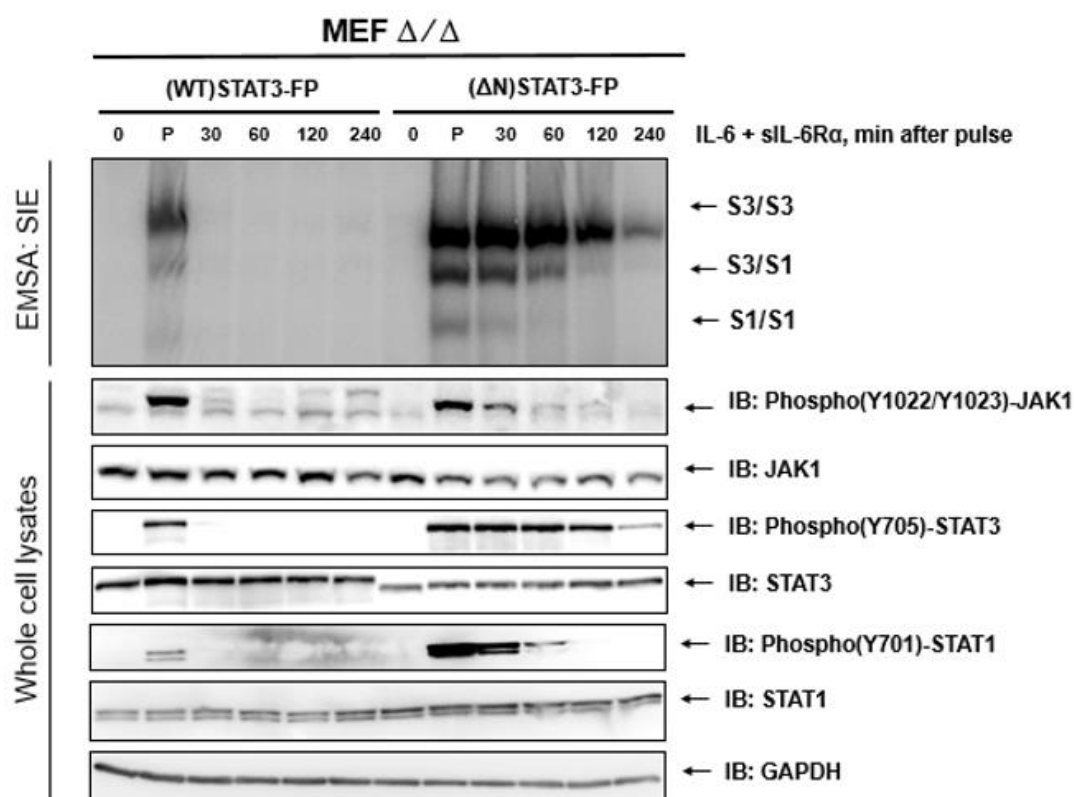 MEF Δ/Δ
(WT)STAT3-FP (ΔN)STAT3-FP
0 P 30 60 120 240 0 P 30 60 120 240 IL-6 + sIL-6Rα, min after pulse
EMSA: SIE
← S3/S3
← S3/S1
← S1/S1
Whole cell lysates
← IB: Phospho(Y1022/Y1023)-JAK1
← IB: JAK1
← IB: Phospho(Y705)-STAT3
← IB: STAT3
← IB: Phospho(Y701)-STAT1
← IB: STAT1
← IB: GAPDH